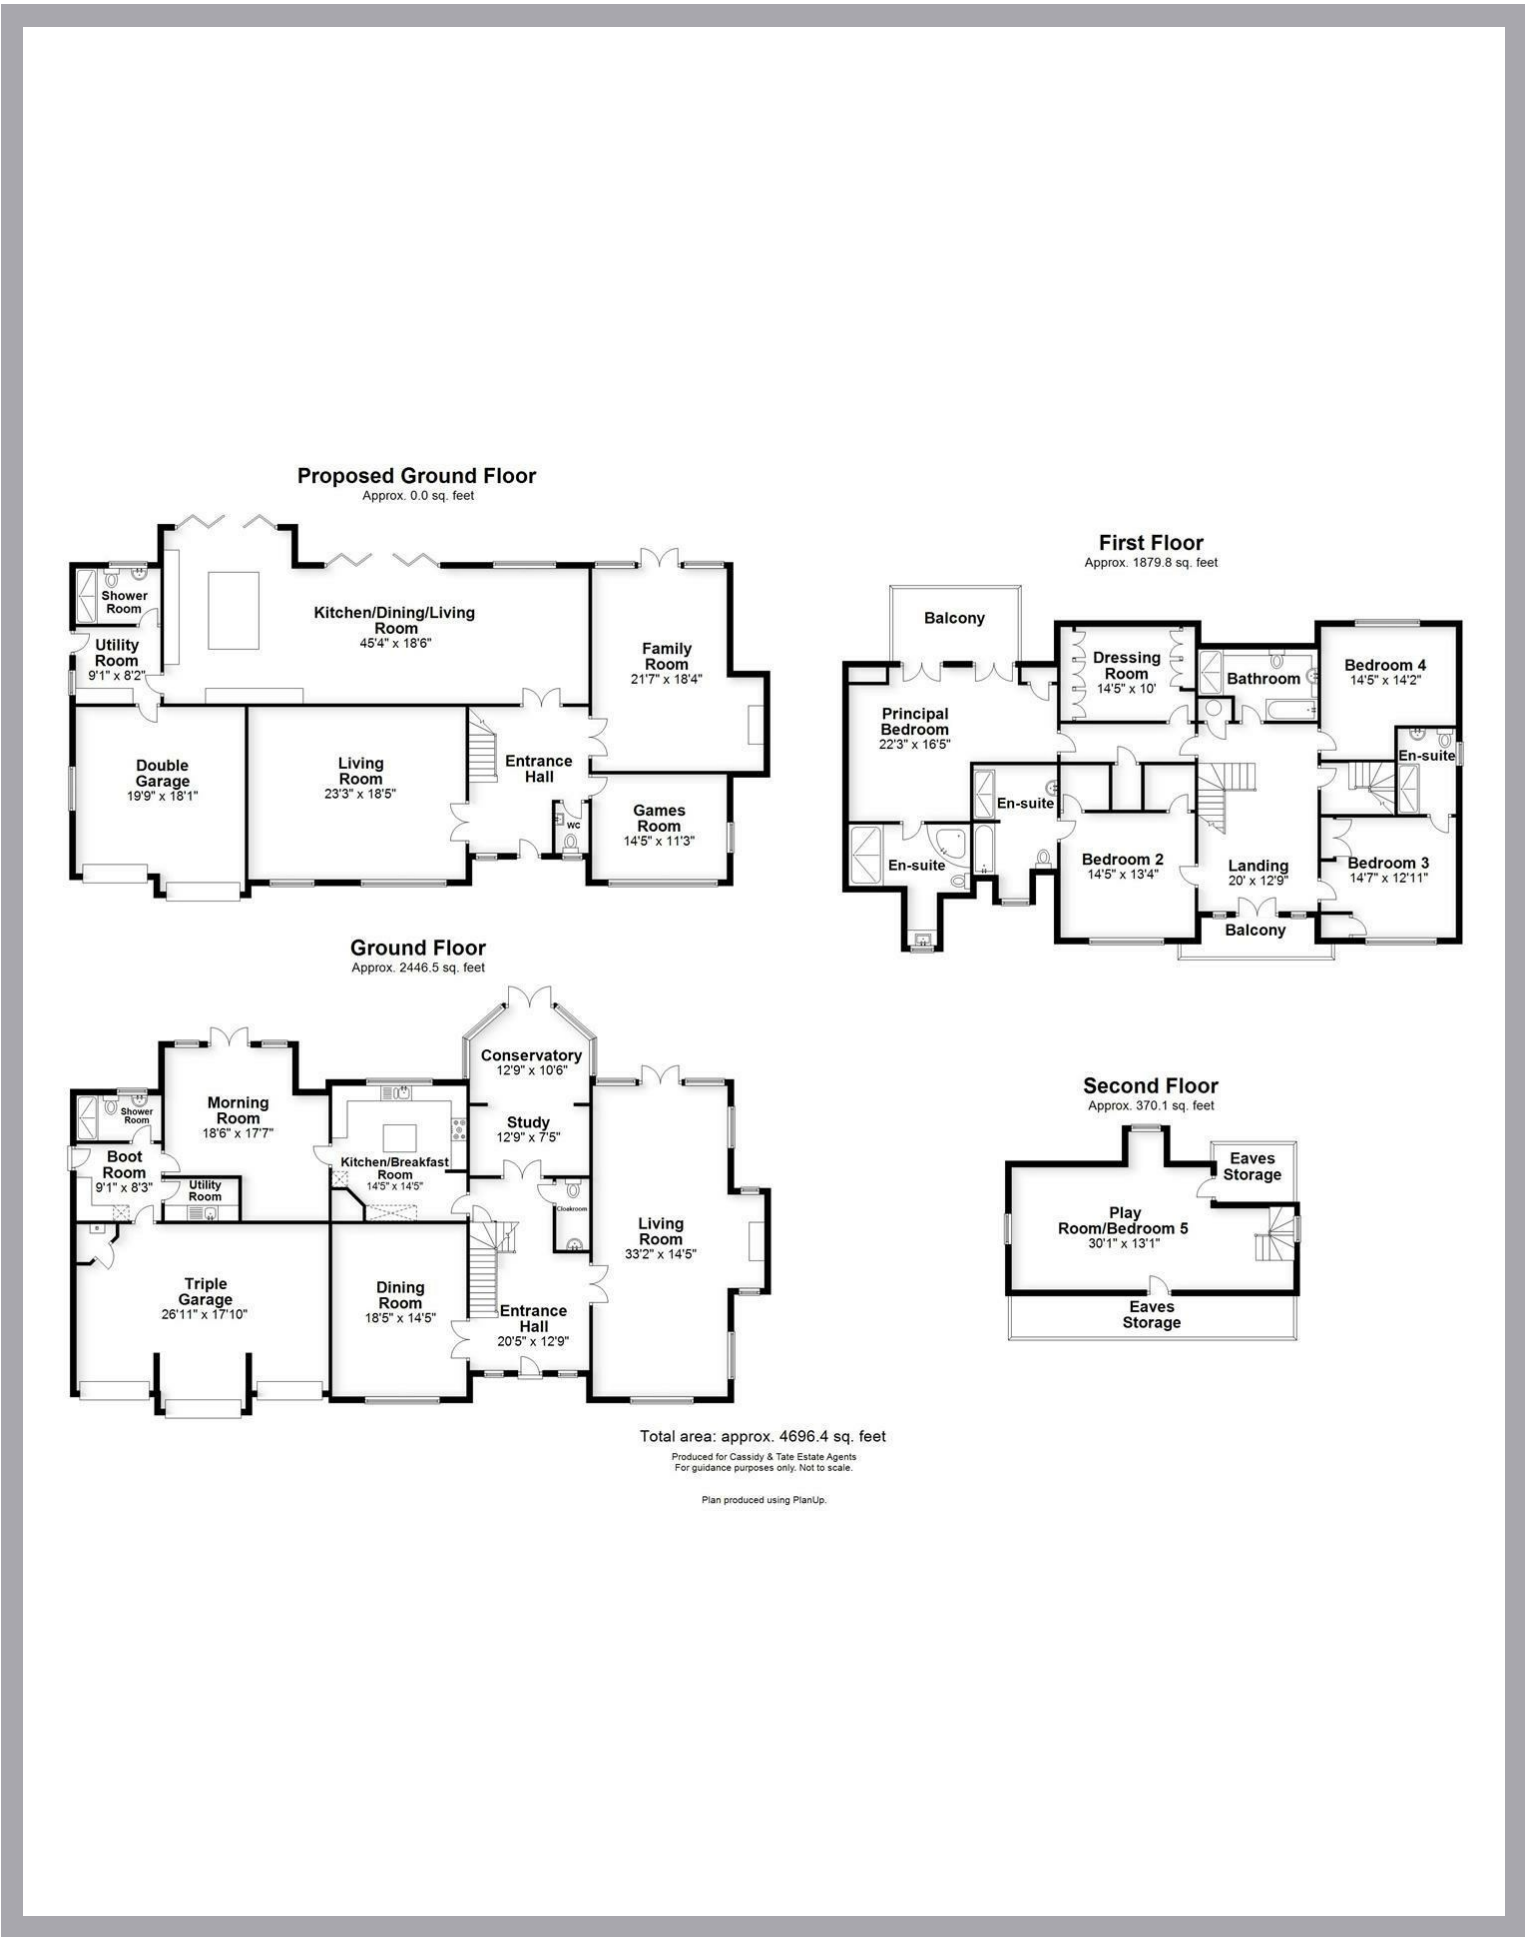 Proposed Ground Floor
Approx. 0.0 sq. feet
Shower
Room
Kitchen/Dining/Living
Room
45'4" x 18'6"
Utility
Room
9'1" x 8'2"
Family
Room
21'7" x 18'4"
Double
Garage
19'9" x 18'1"
Living
Room
23'3" x 18'5"
Entrance
Hall
WC
Games
Room
14'5" x 11'3"
First Floor
Approx. 1879.8 sq. feet
Balcony
Dressing
Room
14'5" x 10'
Bathroom
Bedroom 4
14'5" x 14'2"
Principal
Bedroom
22'3" x 16'5"
En-suite
En-suite
En-suite
Bedroom 2
14'5" x 13'4"
Landing
20' x 12'9"
Bedroom 3
14'7" x 12'11"
Balcony
Ground Floor
Approx. 2446.5 sq. feet
Conservatory
12'9" x 10'6"
Shower
Room
Morning
Room
18'6" x 17'7"
Study
12'9" x 7'5"
Boot
Room
9'1" x 8'3"
Utility
Room
Kitchen/Breakfast
Room
14'5" x 14'5"
Cloakroom
Living
Room
33'2" x 14'5"
Triple
Garage
26'11" x 17'10"
Dining
Room
18'5" x 14'5"
Entrance
Hall
20'5" x 12'9"
Second Floor
Approx. 370.1 sq. feet
Eaves
Storage
Play
Room/Bedroom 5
30'1" x 13'1"
Eaves
Storage
Total area: approx. 4696.4 sq. feet
Produced for Cassidy & Tate Estate Agents
For guidance purposes only. Not to scale.
Plan produced using PlanUp.